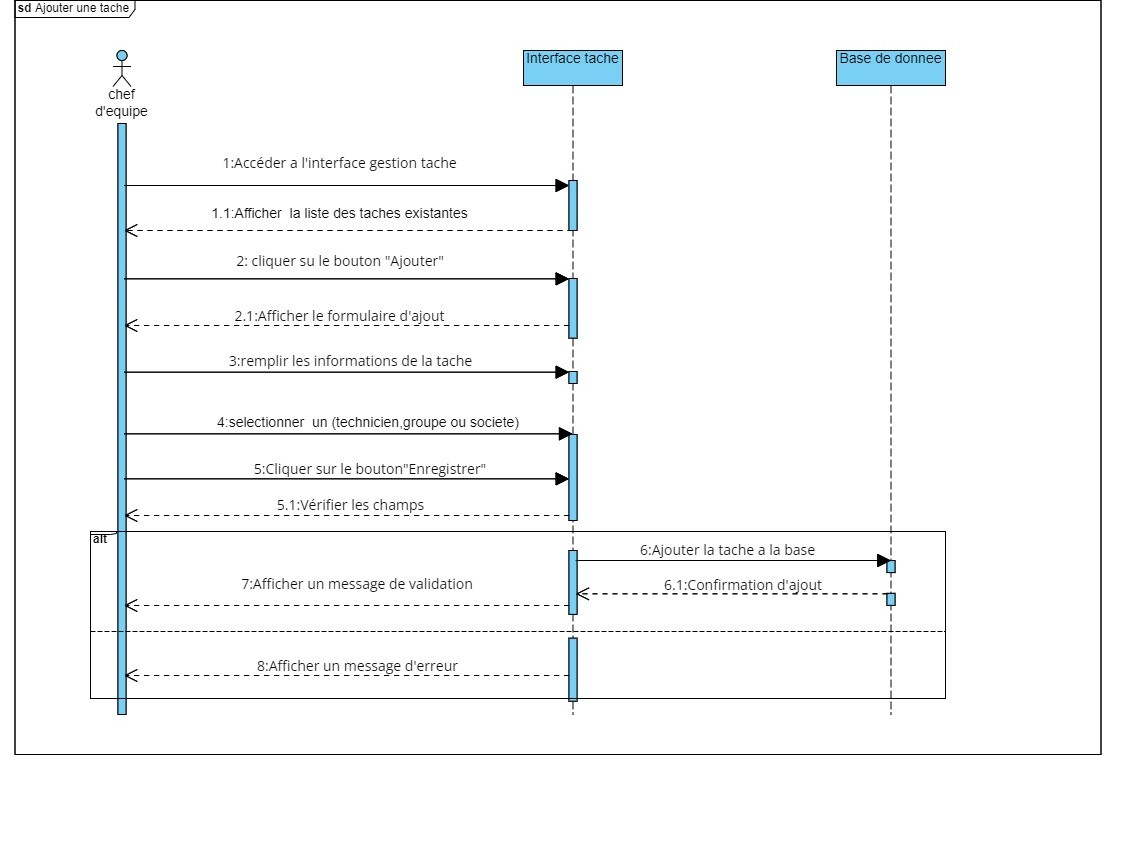 sd Ajouter une tache
chef
d'equipe
Interface tache
Base de donnee
1:Accéder a l'interface gestion tache
1.1:Afficher  la liste des taches existantes
2: cliquer su le bouton "Ajouter"
2.1:Afficher le formulaire d'ajout
3:remplir les informations de la tache
4:selectionner  un (technicien,groupe ou societe)
5:Cliquer sur le bouton"Enregistrer"
5.1:Vérifier les champs
alt
6:Ajouter la tache a la base
7:Afficher un message de validation
6.1:Confirmation d'ajout
8:Afficher un message d'erreur